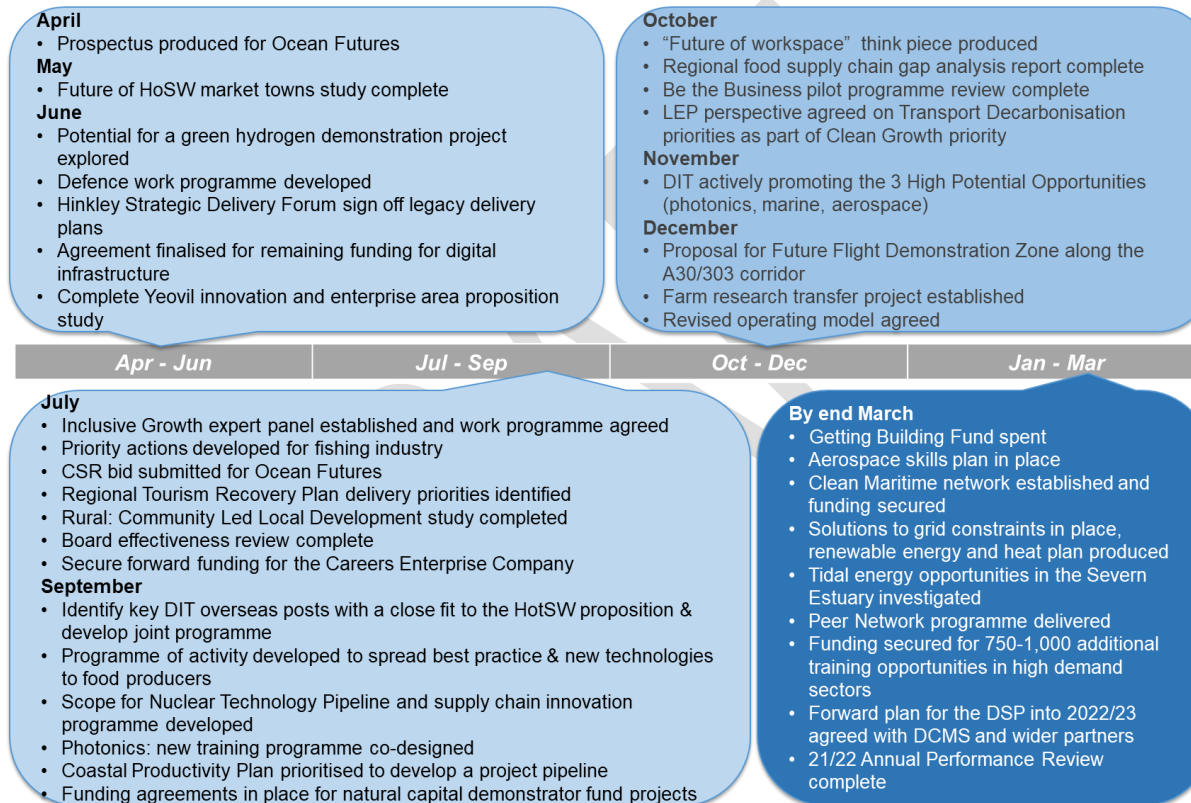 April
• Prospectus produced for Ocean Futures
May
• Future of HoSW market towns study complete
June
• Potential for a green hydrogen demonstration project
explored
• Defence work programme developed
• Hinkley Strategic Delivery Forum sign off legacy delivery
plans
• Agreement finalised for remaining funding for digital
infrastructure
• Complete Yeovil innovation and enterprise area proposition
study
October
• “Future of workspace” think piece produced
• Regional food supply chain gap analysis report complete
• Be the Business pilot programme review complete
• LEP perspective agreed on Transport Decarbonisation
priorities as part of Clean Growth priority
November
• DIT actively promoting the 3 High Potential Opportunities
(photonics, marine, aerospace)
December
• Proposal for Future Flight Demonstration Zone along the
A30/303 corridor
• Farm research transfer project established
• Revised operating model agreed
Apr - Jun
Jul - Sep
Oct - Dec
Jan - Mar
July
• Inclusive Growth expert panel established and work programme agreed
• Priority actions developed for fishing industry
• CSR bid submitted for Ocean Futures
• Regional Tourism Recovery Plan delivery priorities identified
• Rural: Community Led Local Development study completed
• Board effectiveness review complete
• Secure forward funding for the Careers Enterprise Company
September
• Identify key DIT overseas posts with a close fit to the HotSW proposition &
develop joint programme
• Programme of activity developed to spread best practice & new technologies
to food producers
• Scope for Nuclear Technology Pipeline and supply chain innovation
programme developed
• Photonics: new training programme co-designed
• Coastal Productivity Plan prioritised to develop a project pipeline
• Funding agreements in place for natural capital demonstrator fund projects
By end March
• Getting Building Fund spent
• Aerospace skills plan in place
• Clean Maritime network established and
funding secured
• Solutions to grid constraints in place,
renewable energy and heat plan produced
• Tidal energy opportunities in the Severn
Estuary investigated
• Peer Network programme delivered
• Funding secured for 750-1,000 additional
training opportunities in high demand
sectors
• Forward plan for the DSP into 2022/23
agreed with DCMS and wider partners
• 21/22 Annual Performance Review
complete